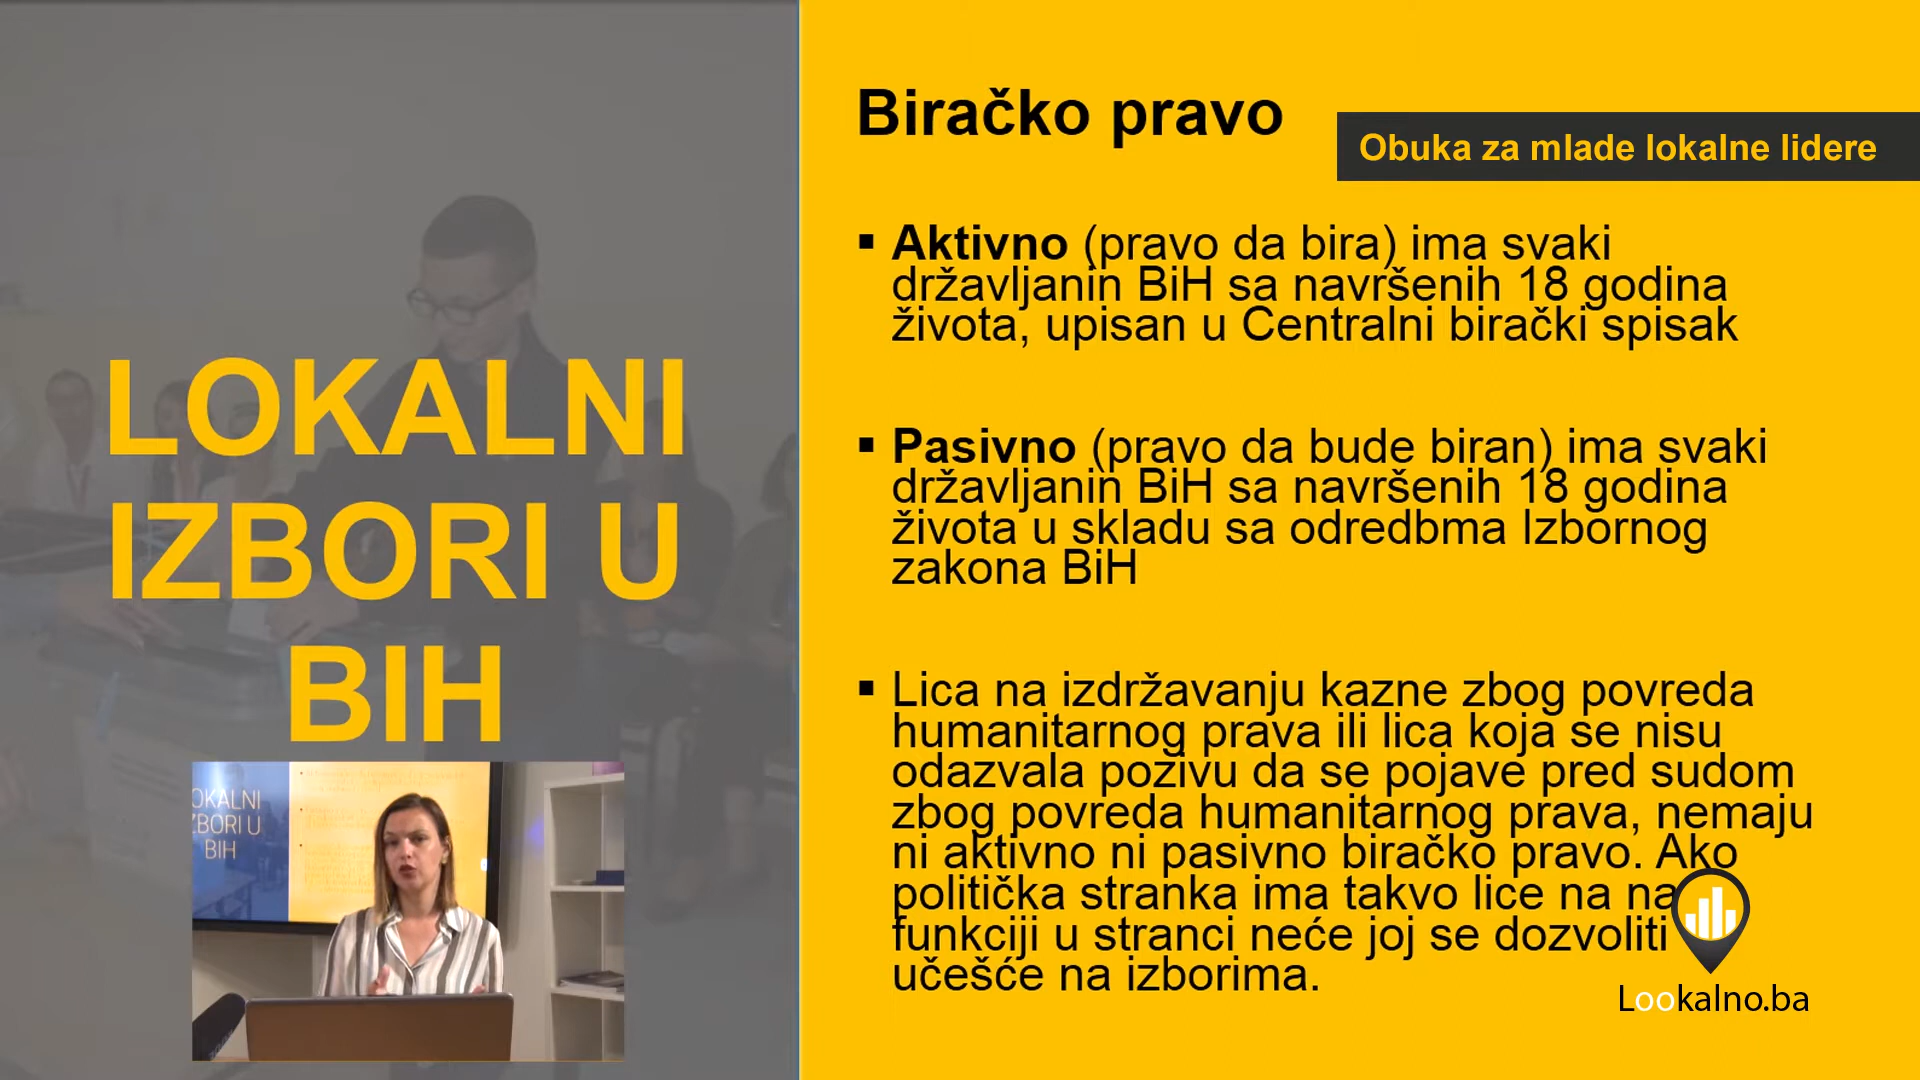 LOKALNI
IZBORI U
BIH
OKALNI
ZBORI U
BIH
Biračko pravo
Obuka za mlade lokalne lidere
▪ Aktivno (pravo da bira) ima svaki
državljanin BiH sa navršenih 18 godina
života, upisan u Centralni birački spisak
▪ Pasivno (pravo da bude biran) ima svaki
državljanin BiH sa navršenih 18 godina
života u skladu sa odredbma Izbornog
zakona BiH
▪ Lica na izdržavanju kazne zbog povreda
humanitarnog prava ili lica koja se nisu
odazvala pozivu da se pojave pred sudom
zbog povreda humanitarnog prava, nemaju
ni aktivno ni pasivno biračko pravo. Ako
politička stranka ima takvo lice na na
funkciji u stranci neće joj se dozvoliti
učešće na izborima.
Lookalno.ba